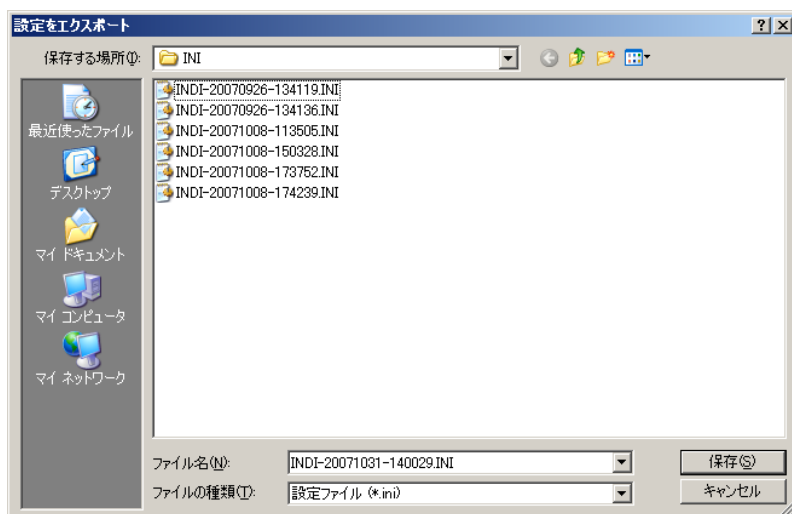 設定をエクスポート
保存する場所(I):
INI
最近使ったファイル
デスクトップ
マイ ドキュメント
マイ コンピュータ
マイ ネットワーク
INDI-20070926-134119.INI
INDI-20070926-134136.INI
INDI-20071008-113505.INI
INDI-20071008-150328.INI
INDI-20071008-173752.INI
INDI-20071008-174239.INI
ファイル名(N):
INDI-20071031-140029.INI
保存(S)
ファイルの種類(T):
設定ファイル (*.ini)
キャンセル